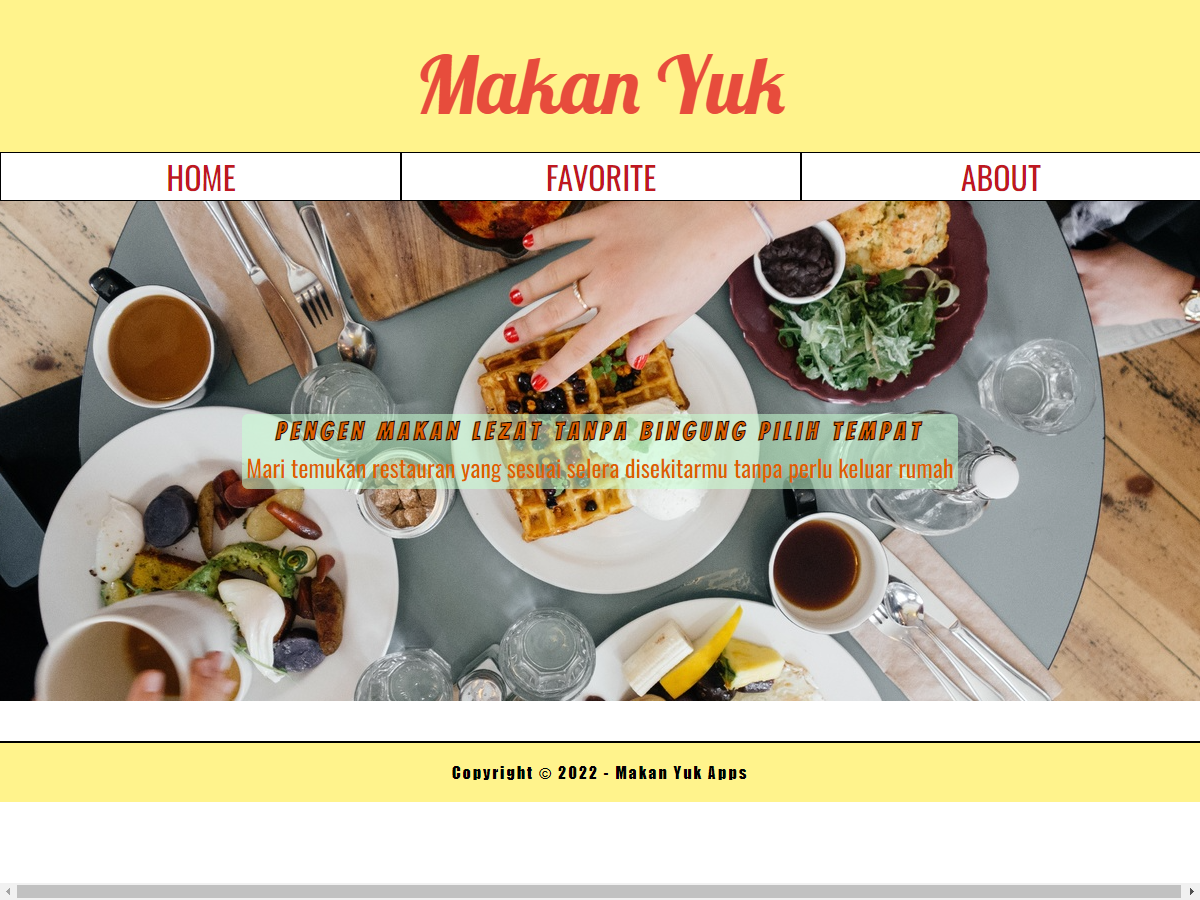 Makan Yuk
HOME
FAVORITE
ABOUT
PENGEN MAKAN LEZAT TANPA BINGUNG PILIH TEMPAT
Mari temukan restauran yang sesuai selera disekitarmu tanpa perlu keluar rumah
Copyright © 2022 - Makan Yuk Apps